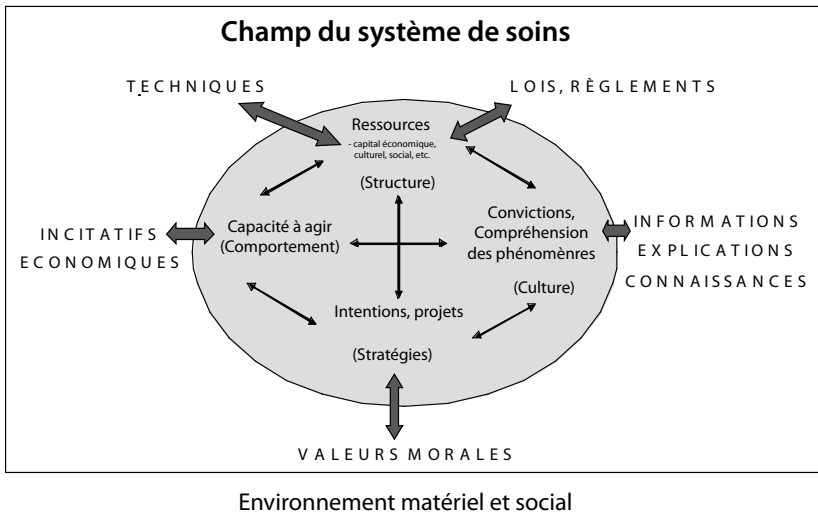 Champ du système de soins
TECHNIQUES
LOIS, RÈGLEMENTS
Ressources
- capital économique,
culturel, social, etc.
(Structure)
Capacité à agir
(Comportement)
Convictions,
Compréhension
des phénomènres
(Culture)
INCITATIFS
ECONOMIQUES
INFORMATIONS
EXPLICATIONS
CONNAISSANCES
Intentions, projets
(Stratégies)
VALEURS MORALES
Environnement matériel et social